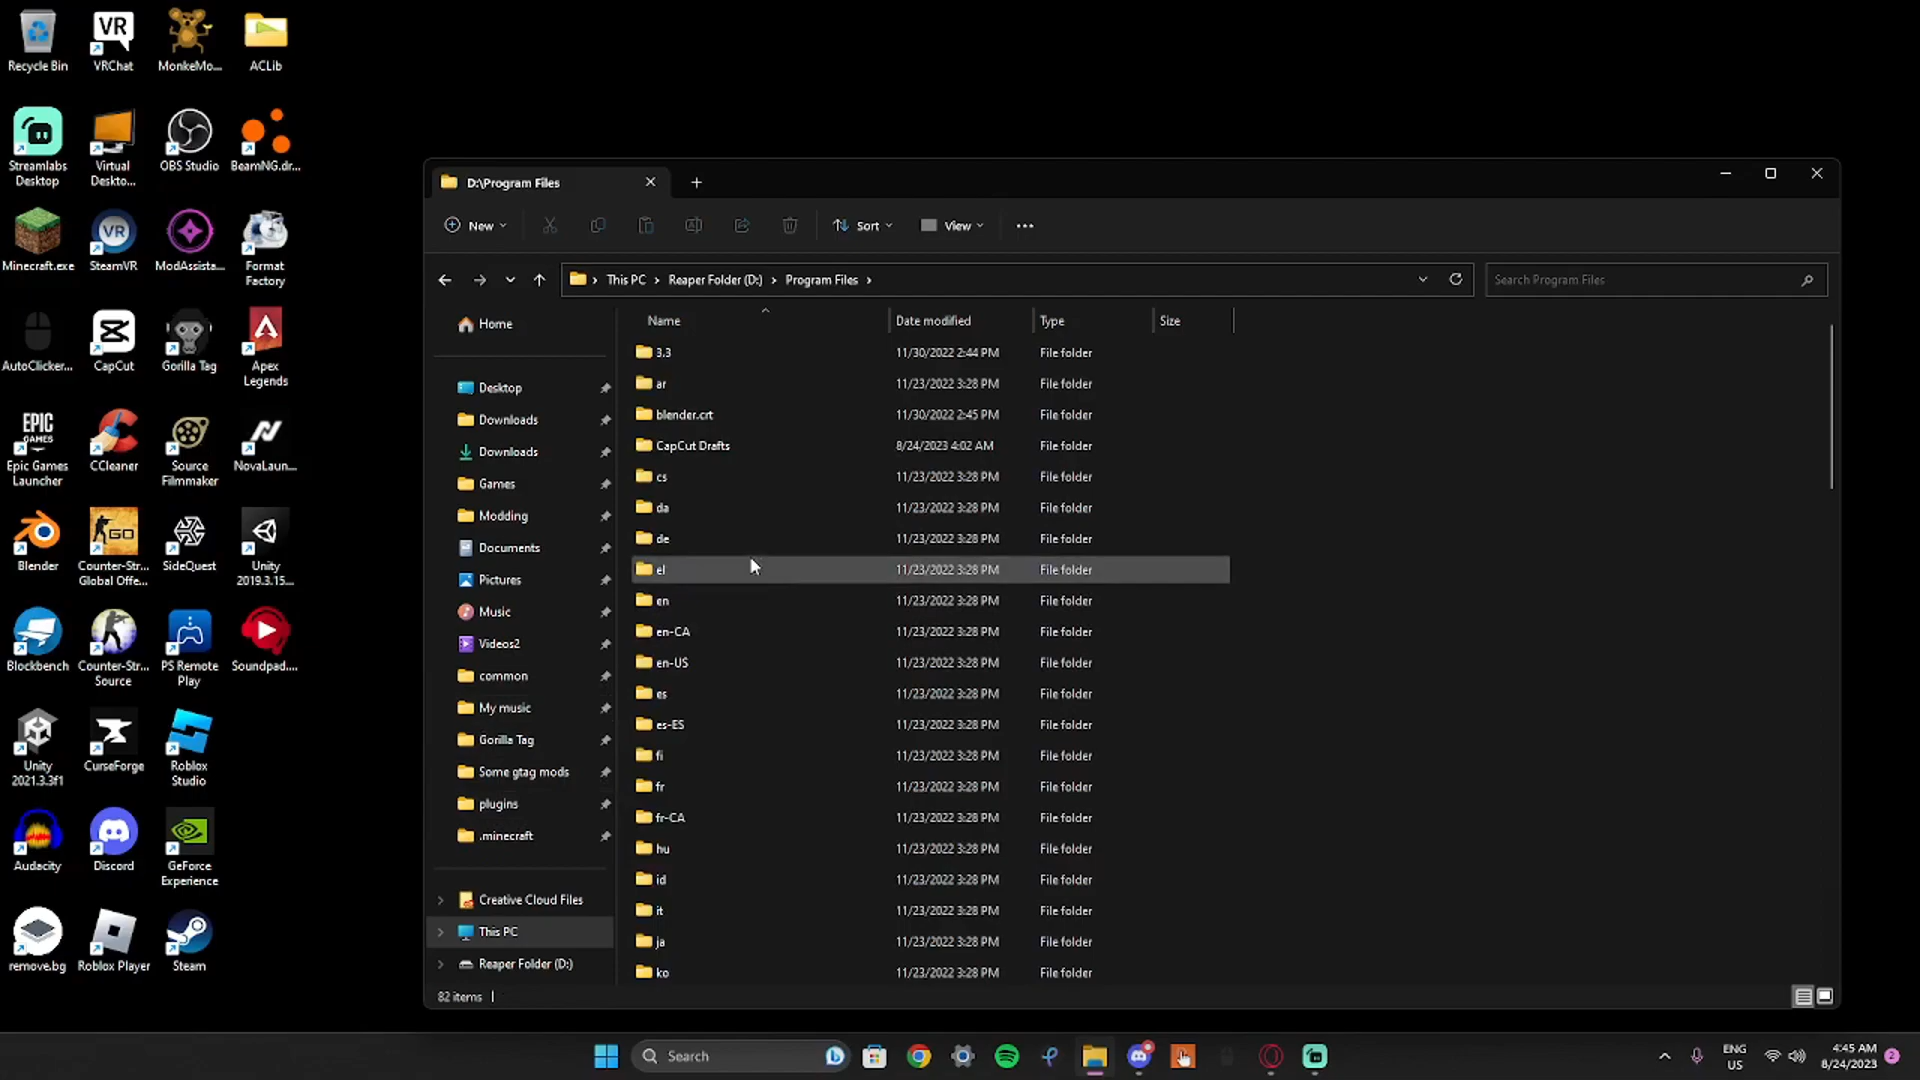 Recycle Bin
VRChat
MonkeMo...
ACLib
Streamlabs
Desktop
Virtual
Deskto...
OBS Studio
BeamNG.dr...
Minecraft.exe
SteamVR
ModAssista...
Format
Factory
AutoClicker...
CapCut
Gorilla Tag
Apex
Legends
EPIC
GAMES
Epic Games
Launcher
CCleaner
Source
Filmmaker
NovaLaun...
Blender
GO
Counter-Str...
Global Offe...
SideQuest
Unity
2019.3.15...
Blockbench
Counter-Str...
Source
PS Remote
Play
Soundpad....
Unity
2021.3.3f1
CurseForge
Roblox
Studio
Audacity
Discord
GeForce
Experience
remove.bg
Roblox Player
Steam
D:\Program Files
New
Sort
View
This PC > Reaper Folder (D:) > Program Files >
Search Program Files
Home
Desktop
Downloads
Downloads
Games
Modding
Documents
Pictures
Music
Videos2
common
My music
Gorilla Tag
Some gtag mods
plugins
.minecraft
Creative Cloud Files
This PC
Reaper Folder (D:)
Name Date modified Type Size
3.3 11/30/2022 2:44 PM File folder
ar 11/23/2022 3:28 PM File folder
blender.crt 11/30/2022 2:45 PM File folder
CapCut Drafts 8/24/2023 4:02 AM File folder
cs 11/23/2022 3:28 PM File folder
da 11/23/2022 3:28 PM File folder
de 11/23/2022 3:28 PM File folder
el 11/23/2022 3:28 PM File folder
en 11/23/2022 3:28 PM File folder
en-CA 11/23/2022 3:28 PM File folder
en-US 11/23/2022 3:28 PM File folder
es 11/23/2022 3:28 PM File folder
es-ES 11/23/2022 3:28 PM File folder
fi 11/23/2022 3:28 PM File folder
fr 11/23/2022 3:28 PM File folder
fr-CA 11/23/2022 3:28 PM File folder
hu 11/23/2022 3:28 PM File folder
id 11/23/2022 3:28 PM File folder
it 11/23/2022 3:28 PM File folder
ja 11/23/2022 3:28 PM File folder
ko 11/23/2022 3:28 PM File folder
82 items
Search
ENG
US
4:45 AM
8/24/2023
2